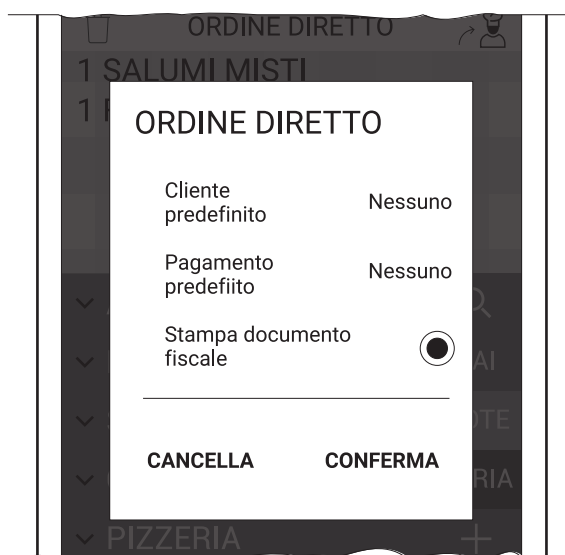 ORDINE DIRETTO
1 SALUMI MISTI
1
ORDINE DIRETTO
Cliente
predefinito
Nessuno
Pagamento
predefiito
Nessuno
Stampa documento
fiscale
CANCELLA
CONFERMA
PIZZERIA